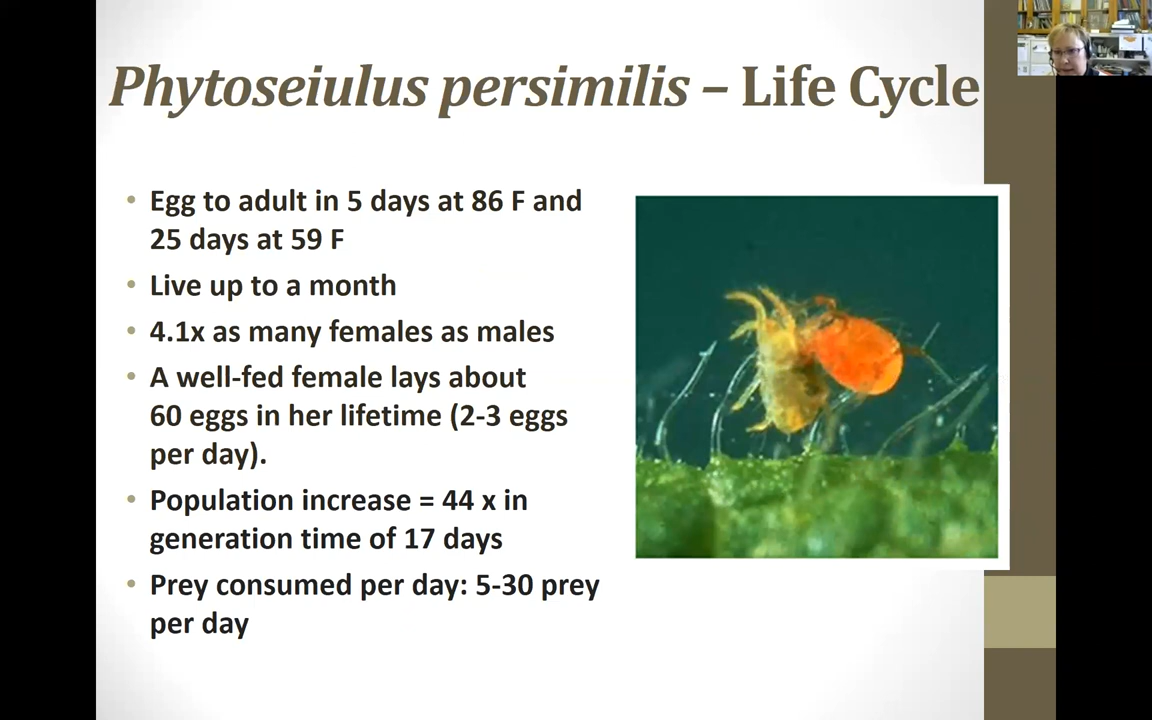 Phytoseiulus persimilis – Life Cycle
• Egg to adult in 5 days at 86 F and
25 days at 59 F
• Live up to a month
• 4.1x as many females as males
• A well-fed female lays about
60 eggs in her lifetime (2-3 eggs
per day).
• Population increase = 44 x in
generation time of 17 days
• Prey consumed per day: 5-30 prey
per day